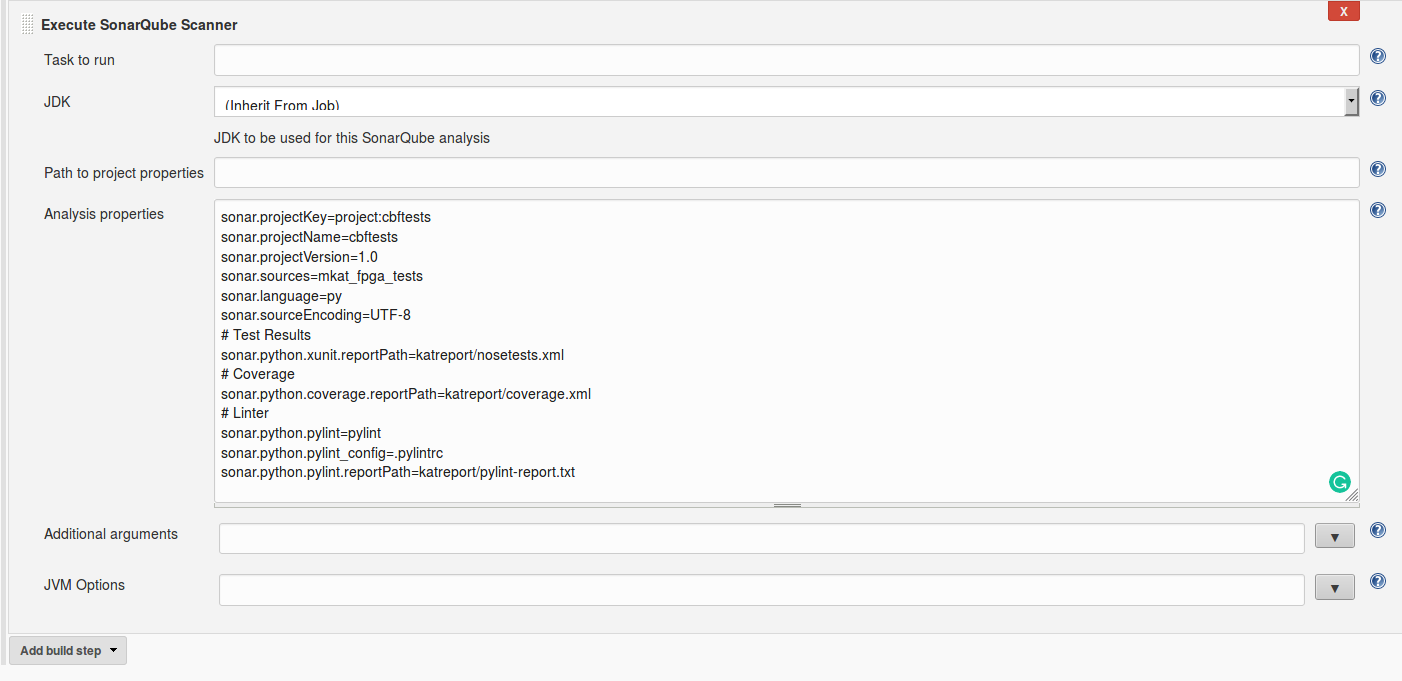 Execute SonarQube Scanner
X
Task to run
JDK
(Inherit From Job)
JDK to be used for this SonarQube analysis
Path to project properties
Analysis properties
sonar.projectKey=project:cbftests
sonar.projectName=cbftests
sonar.projectVersion=1.0
sonar.sources=mkat_fpga_tests
sonar.language=py
sonar.sourceEncoding=UTF-8
# Test Results
sonar.python.xunit.reportPath=katreport/nosetests.xml
# Coverage
sonar.python.coverage.reportPath=katreport/coverage.xml
# Linter
sonar.python.pylint=pylint
sonar.python.pylint_config=.pylintrc
sonar.python.pylint.reportPath=katreport/pylint-report.txt
Additional arguments
JVM Options
Add build step